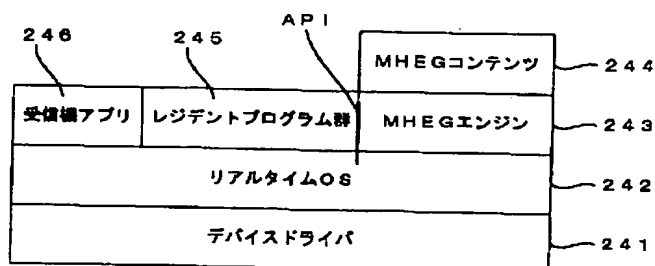 246
245
API
MHEGコンテンツ
244
受信機アプリ
レジデントプログラム群
MHEGエンジン
243
リアルタイムOS
242
デバイスドライバ
241